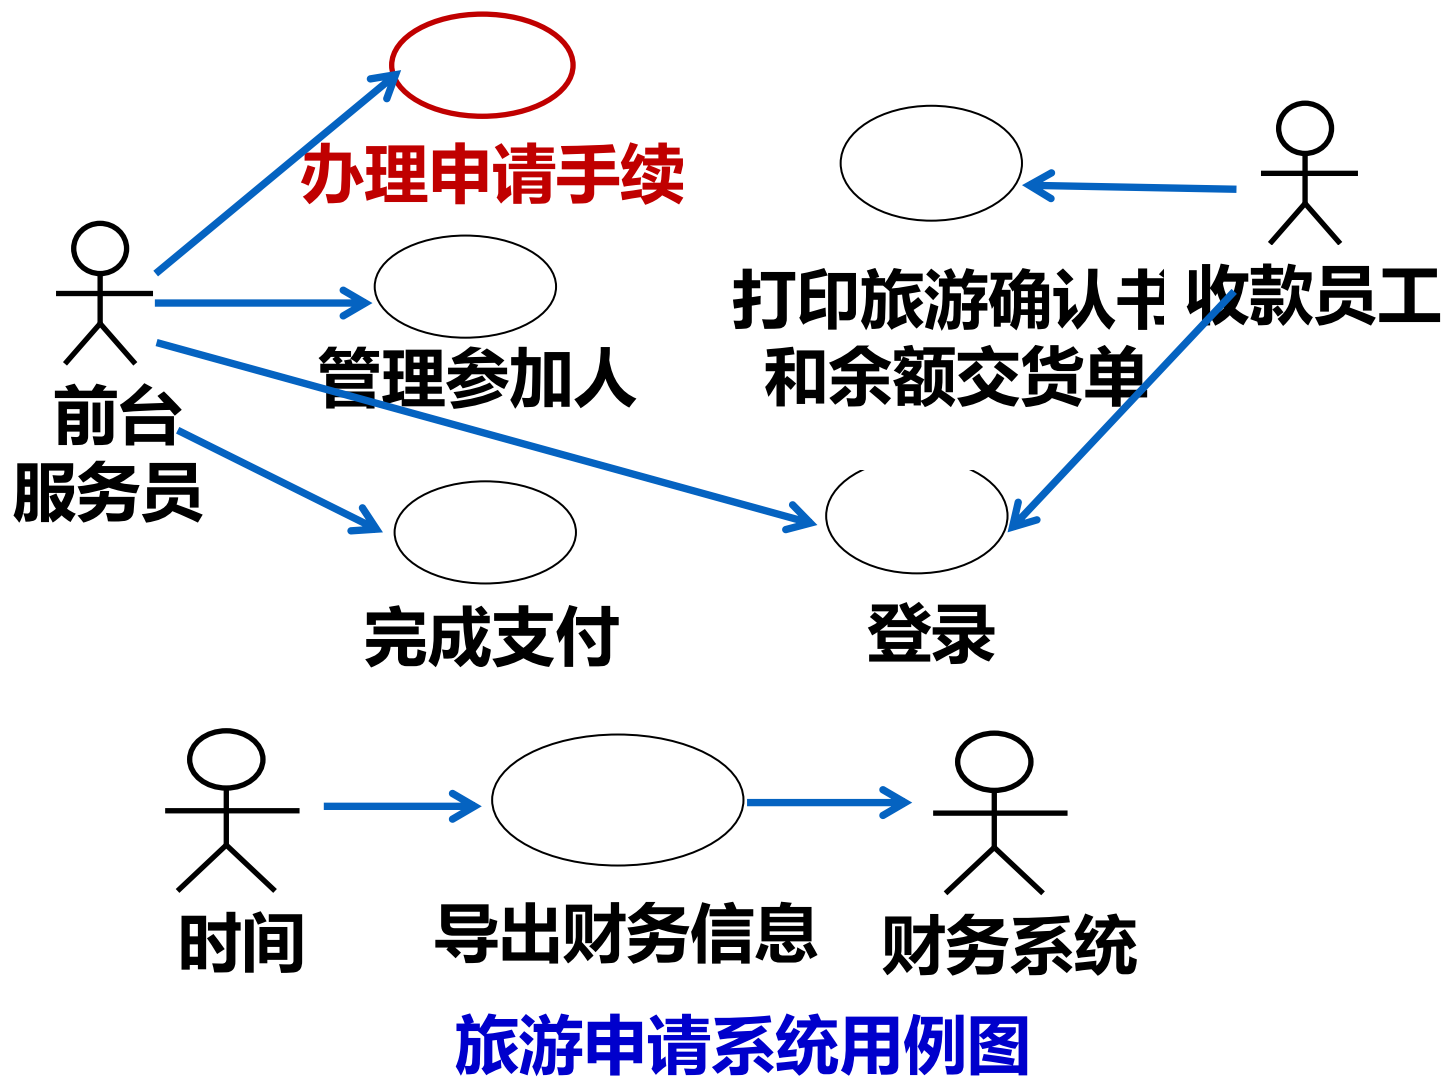 办理申请手续
打印旅游确认书
和余额交货单
收款员工
管理参加人
前台
服务员
完成支付
登录
时间
导出财务信息
财务系统
旅游申请系统用例图